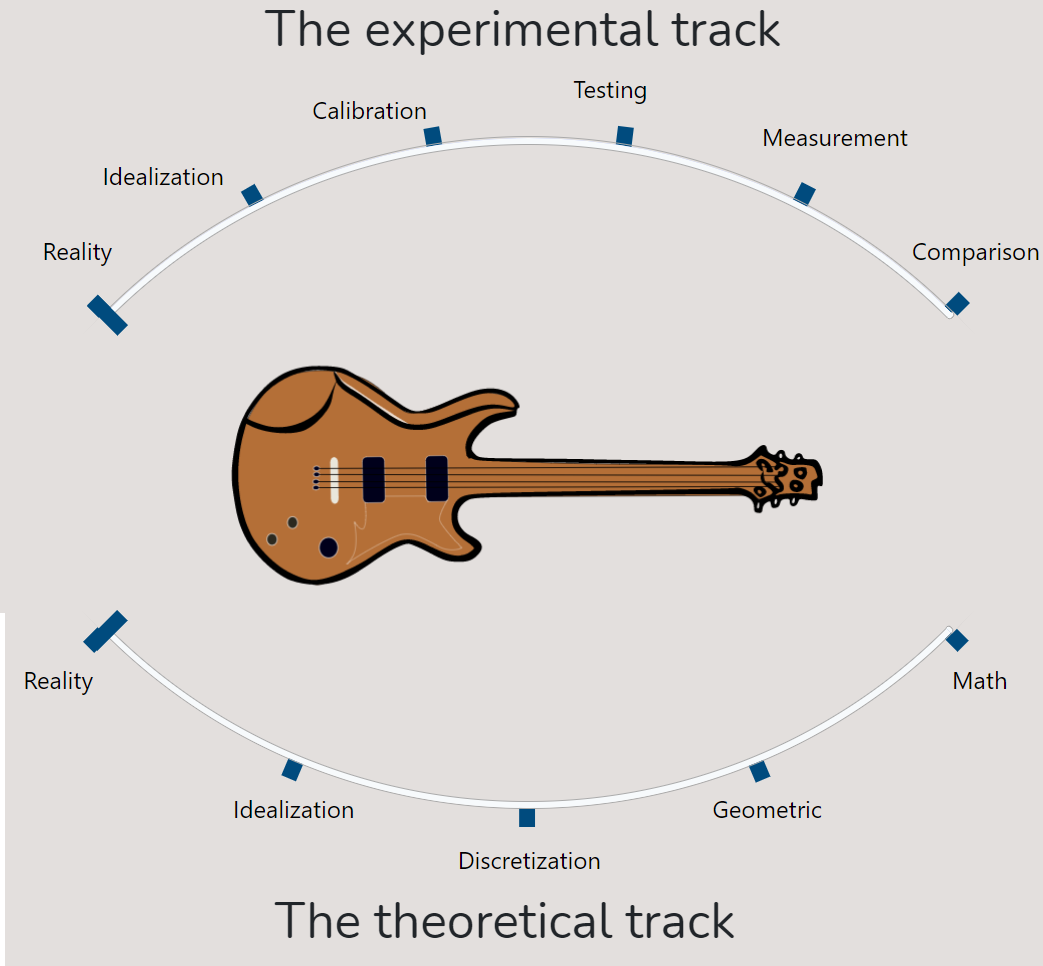 The experimental track
Testing
Calibration
Measurement
Idealization
Reality
Comparison
Reality
Math
Idealization
Geometric
Discretization
The theoretical track